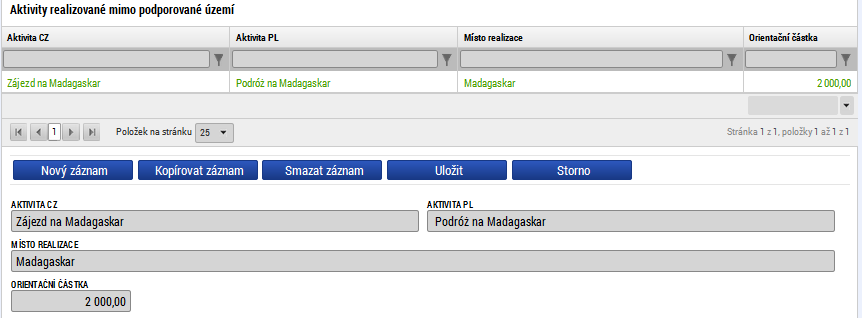 Aktivity realizované mimo podporované území
Aktivita CZ Aktivita PL Místo realizace Orientační částka
Zájezd na Madagaskar Podróż na Madagaskar Madagaskar 2 000,00
1 Položek na stránku 25 Stránka 1 z 1, položky 1 až 1 z 1
Nový záznam Kopírovat záznam Smazat záznam Uložit Storno
AKTIVITA CZ AKTIVITA PL
Zájezd na Madagaskar Podróż na Madagaskar
MÍSTO REALIZACE
Madagaskar
ORIENTAČNÍ ČÁSTKA
2 000,00